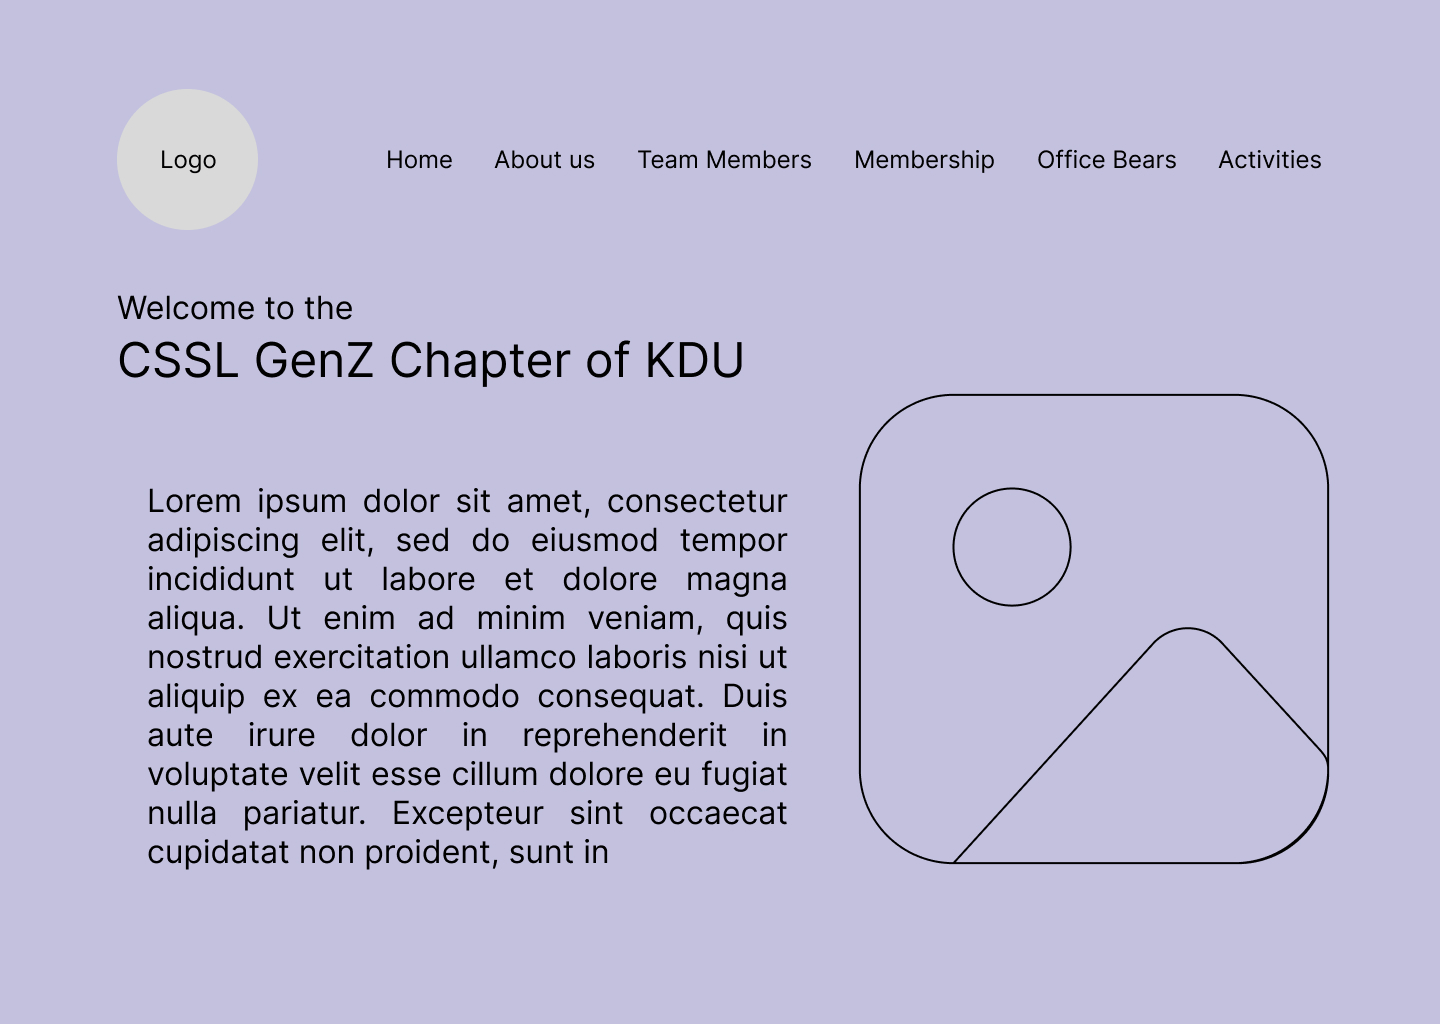 Logo
Home About us Team Members Membership Office Bears Activities
Welcome to the
CSSL GenZ Chapter of KDU
Lorem ipsum dolor sit amet, consectetur
adipiscing elit, sed do eiusmod tempor
incididunt ut labore et dolore magna
aliqua. Ut enim ad minim veniam, quis
nostrud exercitation ullamco laboris nisi ut
aliquip ex ea commodo consequat. Duis
aute irure dolor in reprehenderit in
voluptate velit esse cillum dolore eu fugiat
nulla pariatur. Excepteur sint occaecat
cupidatat non proident, sunt in